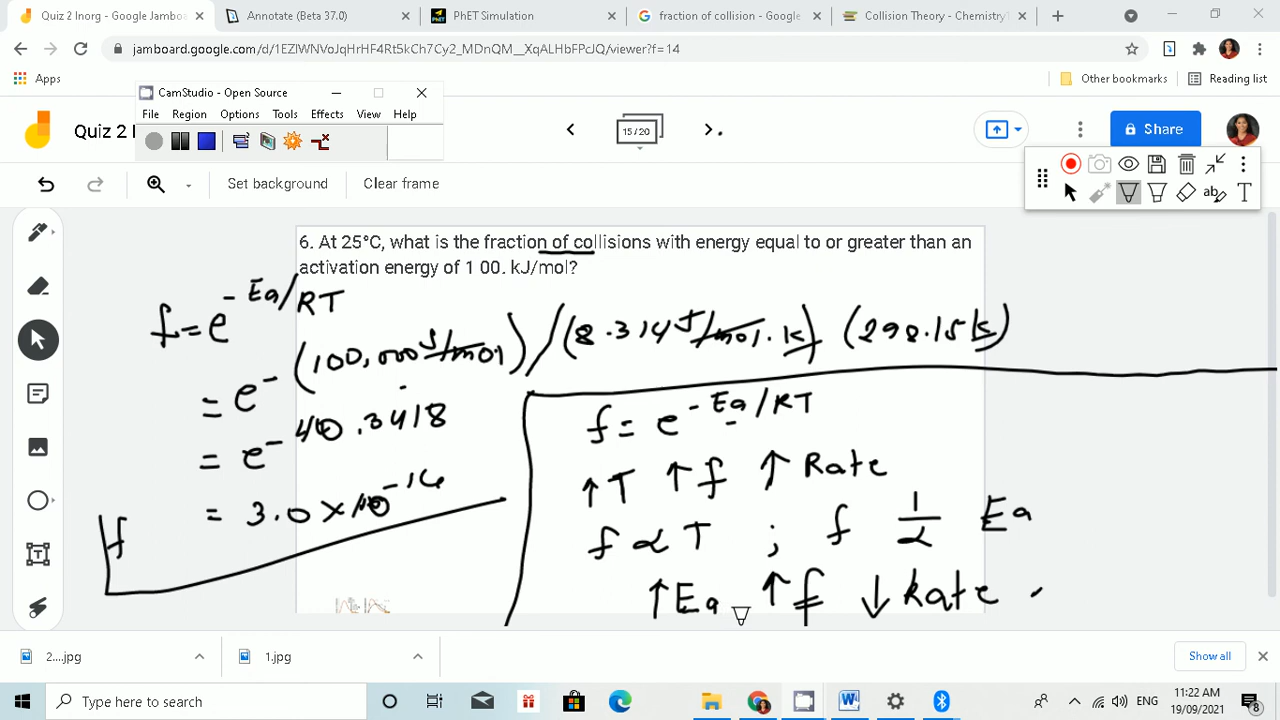 Quiz 2 Inorg - Google Jamboard
Annotate (Beta 37.0)
PhET Simulation
fraction of collision - Google
Collision Theory - Chemistry
jamboard.google.com/d/1EZlWNVoJqHrHF4Rt5kCh7Cy2_MDnQM__XqALHbFPcJQ/viewer?f=14
Apps
Other bookmarks
Reading list
CamStudio - Open Source
File Region Options Tools Effects View Help
Quiz 2 I
15 / 20
Share
Set background
Clear frame
6. At 25°C, what is the fraction of collisions with energy equal to or greater than an
activation energy of 1 00. kJ/mol?
f = e^-Ea/RT
= e^-(100,000 J/mol) / (8.314 J/mol.K) (298.15 K)
= e^-40.3418
= 3.0 × 10^-14
f
f = e^-Ea/RT
↑T ↑f ↑Rate
f ∝ T ; f 1/∝ Ea
↑Ea ↑f ↓Rate
2....jpg
1.jpg
Show all
Type here to search
ENG
11:22 AM
19/09/2021
8